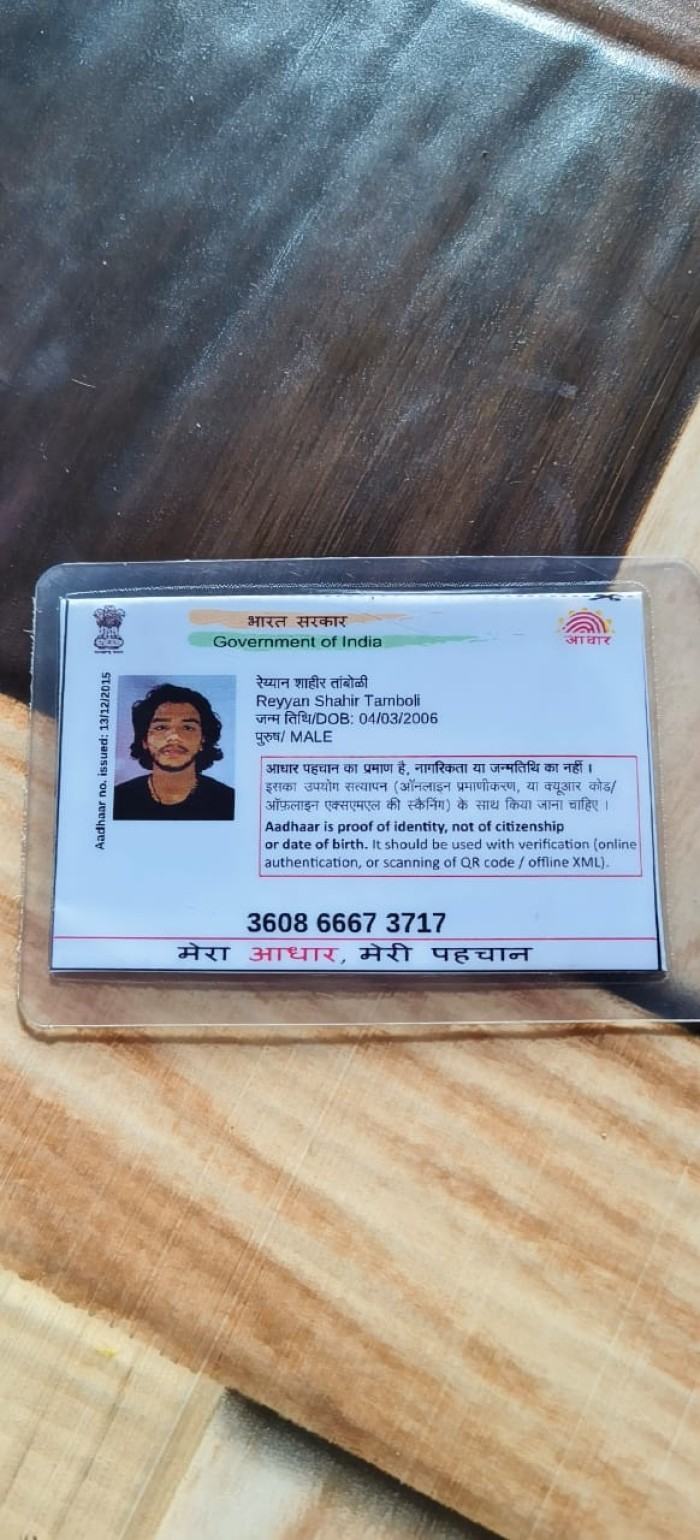 भारत सरकार
Government of India
आधार
Aadhaar no. issued: 13/12/2015
रेय्यान शाहीर तांबोळी
Reyyan Shahir Tamboli
जन्म तिथि/DOB: 04/03/2006
पुरुष/ MALE
आधार पहचान का प्रमाण है, नागरिकता या जन्मतिथि का नहीं ।
इसका उपयोग सत्यापन (ऑनलाइन प्रमाणीकरण, या क्यूआर कोड/
ऑफ़लाइन एक्सएमएल की स्कैनिंग) के साथ किया जाना चाहिए ।
Aadhaar is proof of identity, not of citizenship
or date of birth. It should be used with verification (online
authentication, or scanning of QR code / offline XML).
3608 6667 3717
मेरा आधार, मेरी पहचान